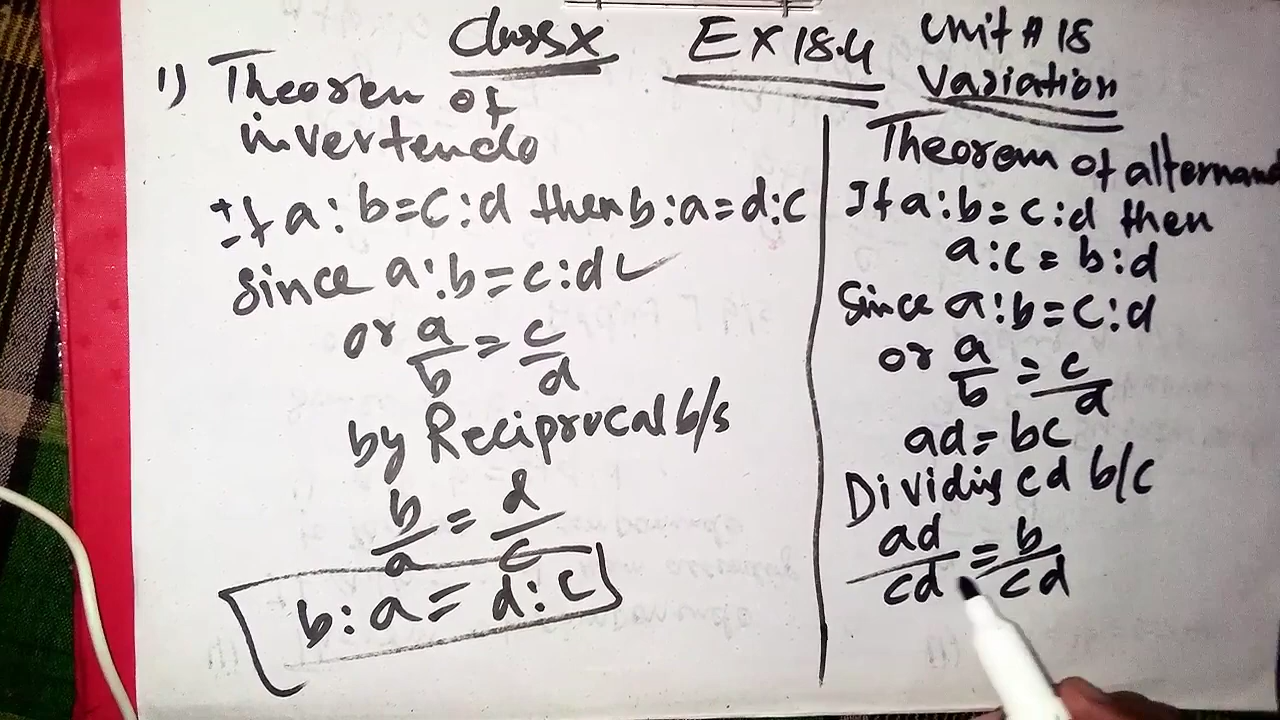 Class X Ex 18.4 Unit # 18
Variation
1) Theorem of
invertendo
If a:b=c:d then b:a=d:c
Since a:b=c:d
or a/b = c/d
by Reciprocal b/s
b/a = d/c
b:a = d:c
Theorem of alternand
If a:b=c:d then
a:c = b:d
Since a:b=c:d
or a/b = c/d
ad=bc
Dividing cd b/c
ad/cd = b/cd